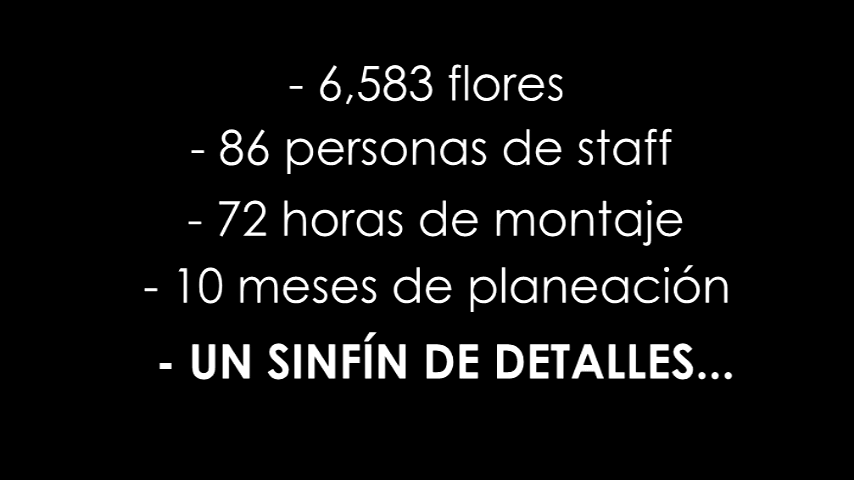 - 6,583 flores
- 86 personas de staff
- 72 horas de montaje
- 10 meses de planeación
- UN SINFÍN DE DETALLES...